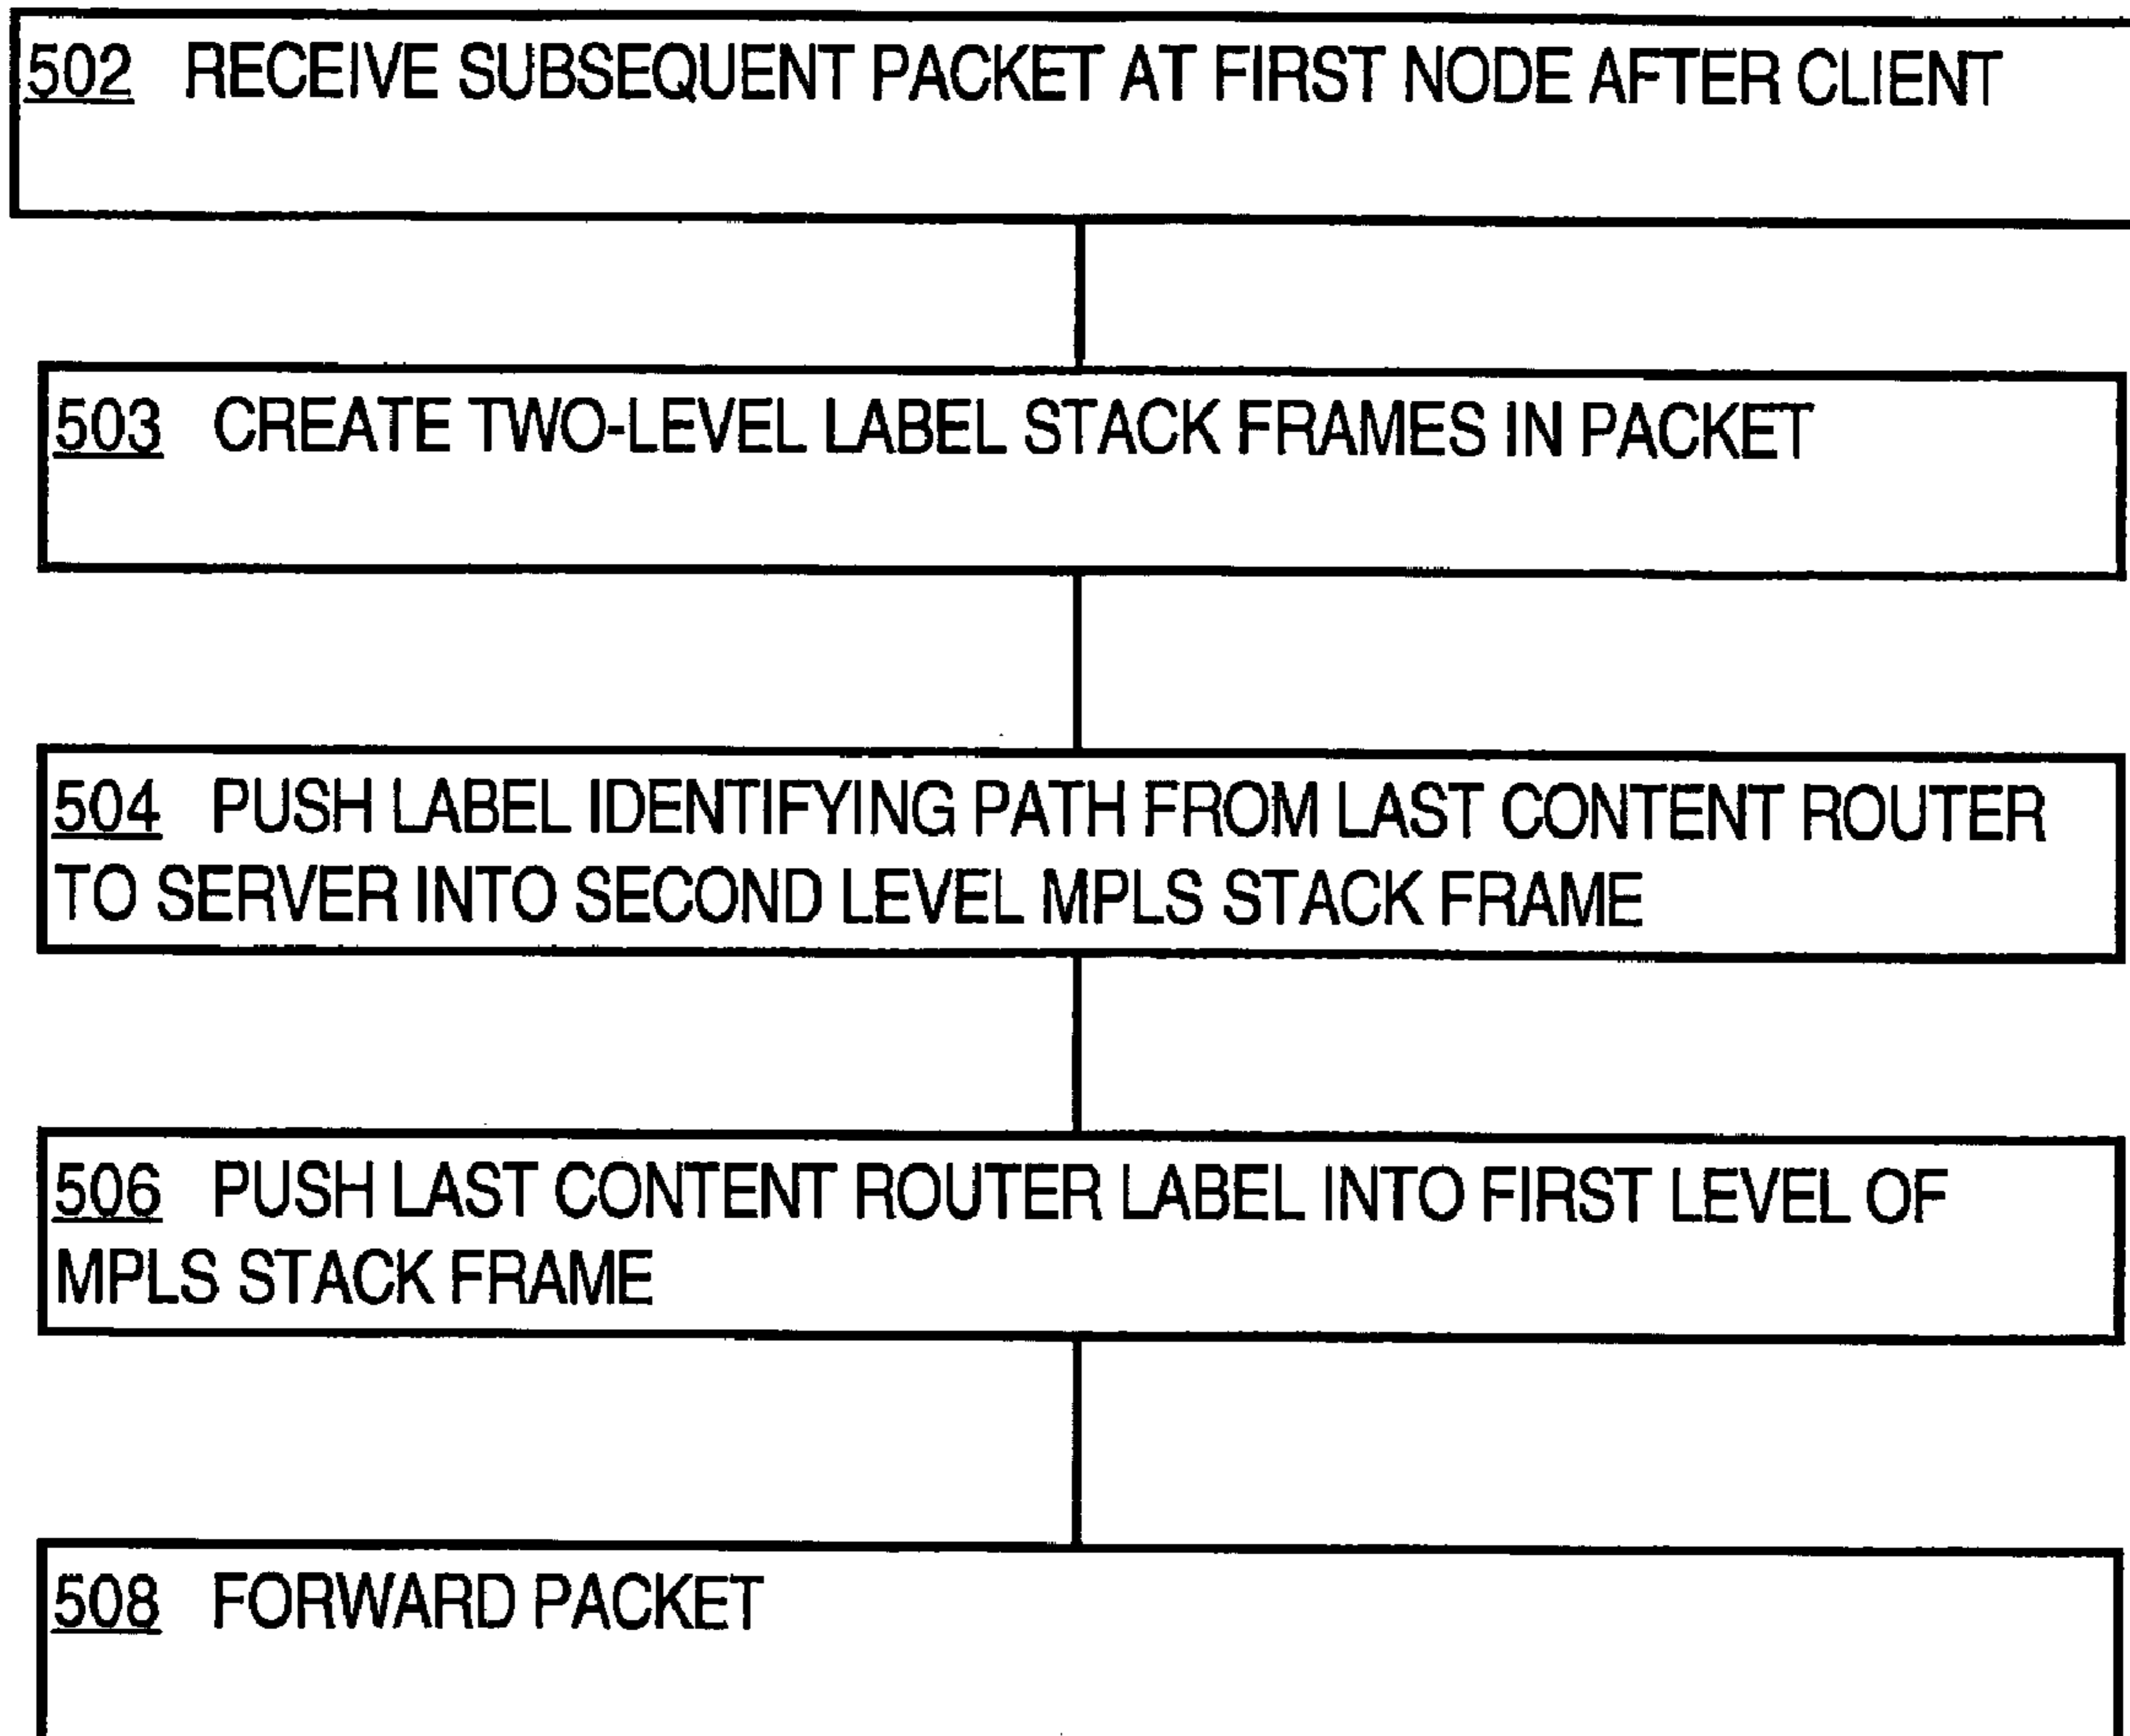 502 RECEIVE SUBSEQUENT PACKET AT FIRST NODE AFTER CLIENT
503 CREATE TWO-LEVEL LABEL STACK FRAMES IN PACKET
504 PUSH LABEL IDENTIFYING PATH FROM LAST CONTENT ROUTER
TO SERVER INTO SECOND LEVEL MPLS STACK FRAME
506 PUSH LAST CONTENT ROUTER LABEL INTO FIRST LEVEL OF
MPLS STACK FRAME
508 FORWARD PACKET